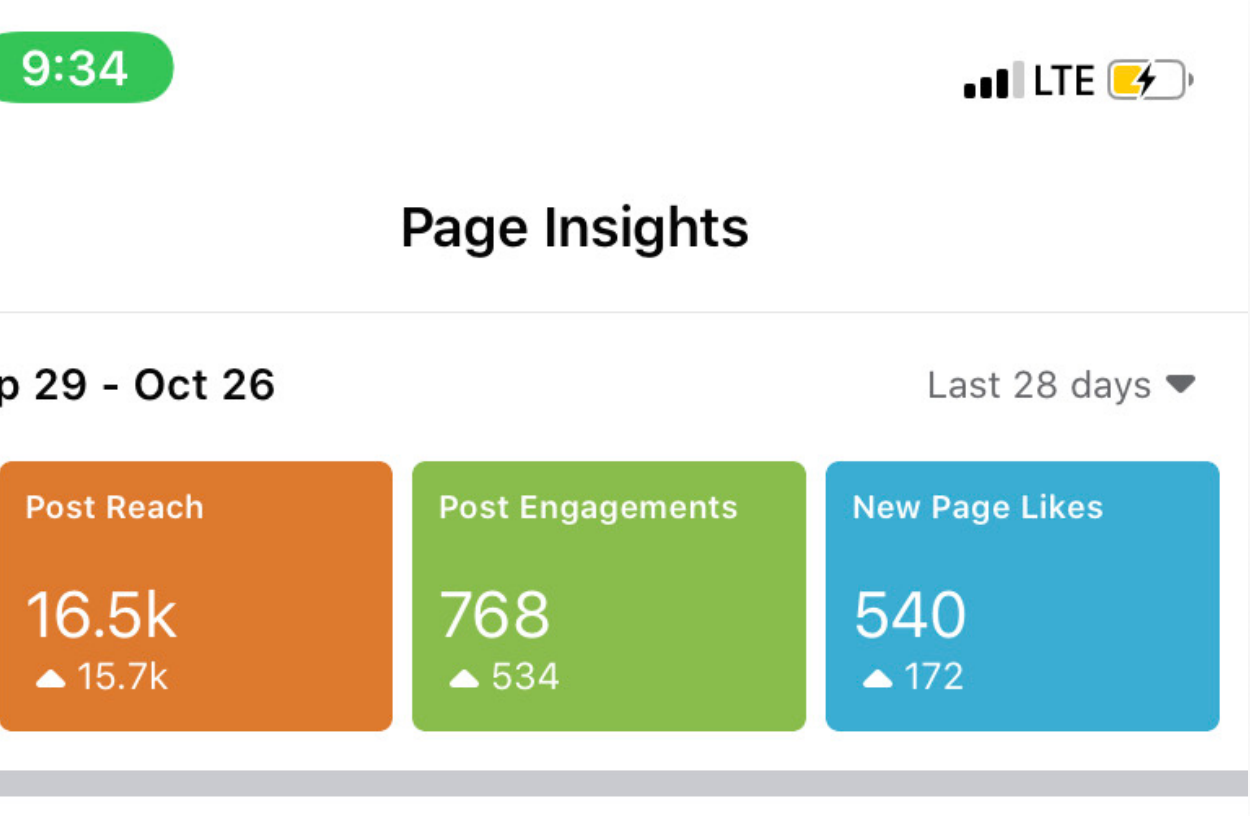 9:34 LTE
Page Insights
p 29 - Oct 26 Last 28 days
Post Reach Post Engagements New Page Likes
16.5k 768 540
15.7k 534 172